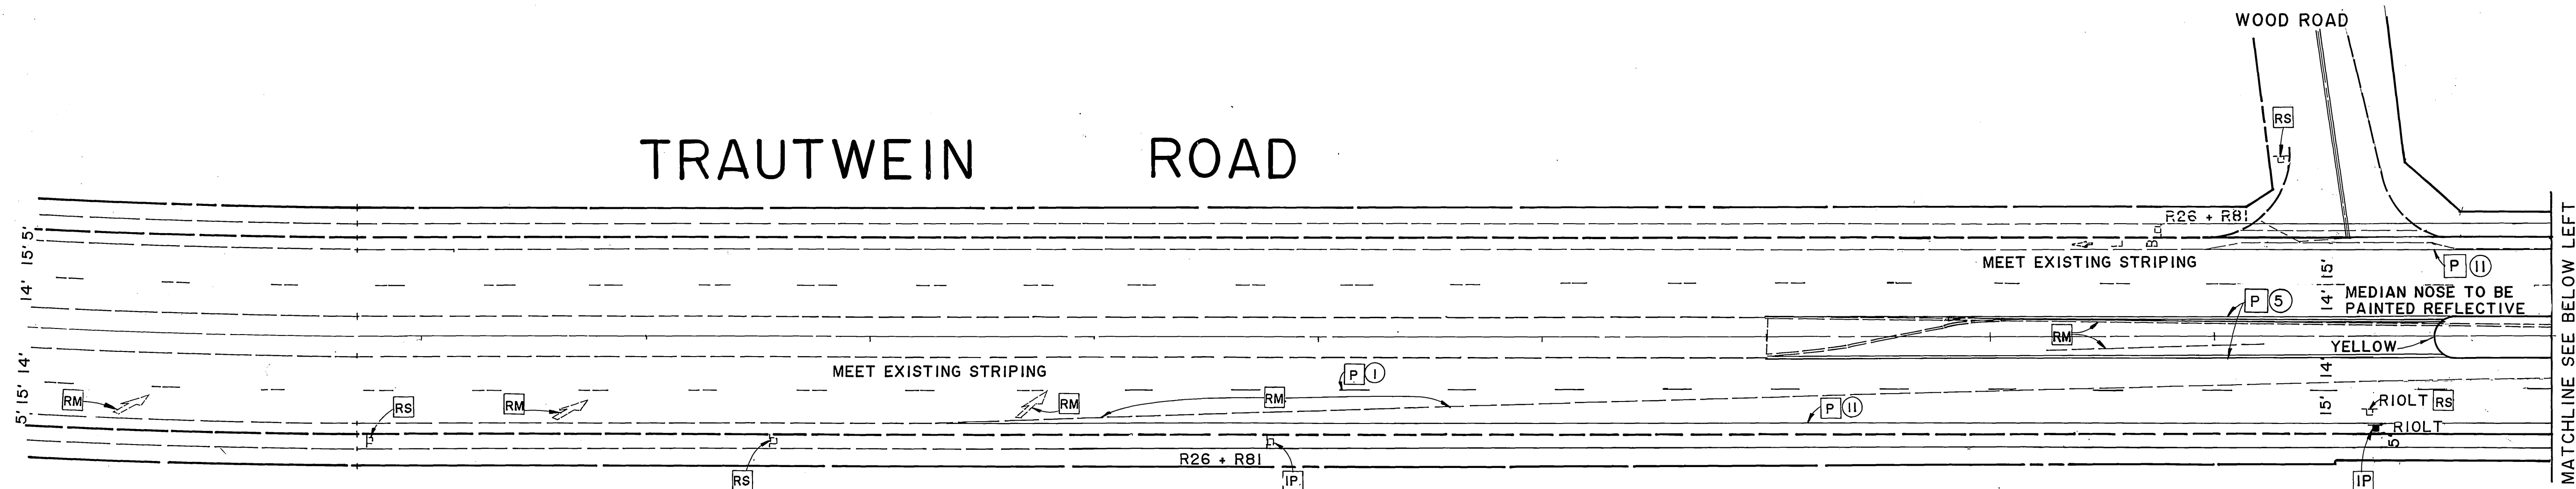 WOOD ROAD
RS
TRAUTWEIN ROAD
R26 + R81
5'
15'
B L
MEET EXISTING STRIPING
P 11
15'
14'
14'
P 5
MEDIAN NOSE TO BE
PAINTED REFLECTIVE
RM
YELLOW
MATCHLINE SEE BELOW LEFT
14'
MEET EXISTING STRIPING
P 1
14'
15'
5'
RM
RS
RM
RM
RM
P 11
15'
R10LT RS
R10LT
5'
R26 + R81
RS
IP
IP